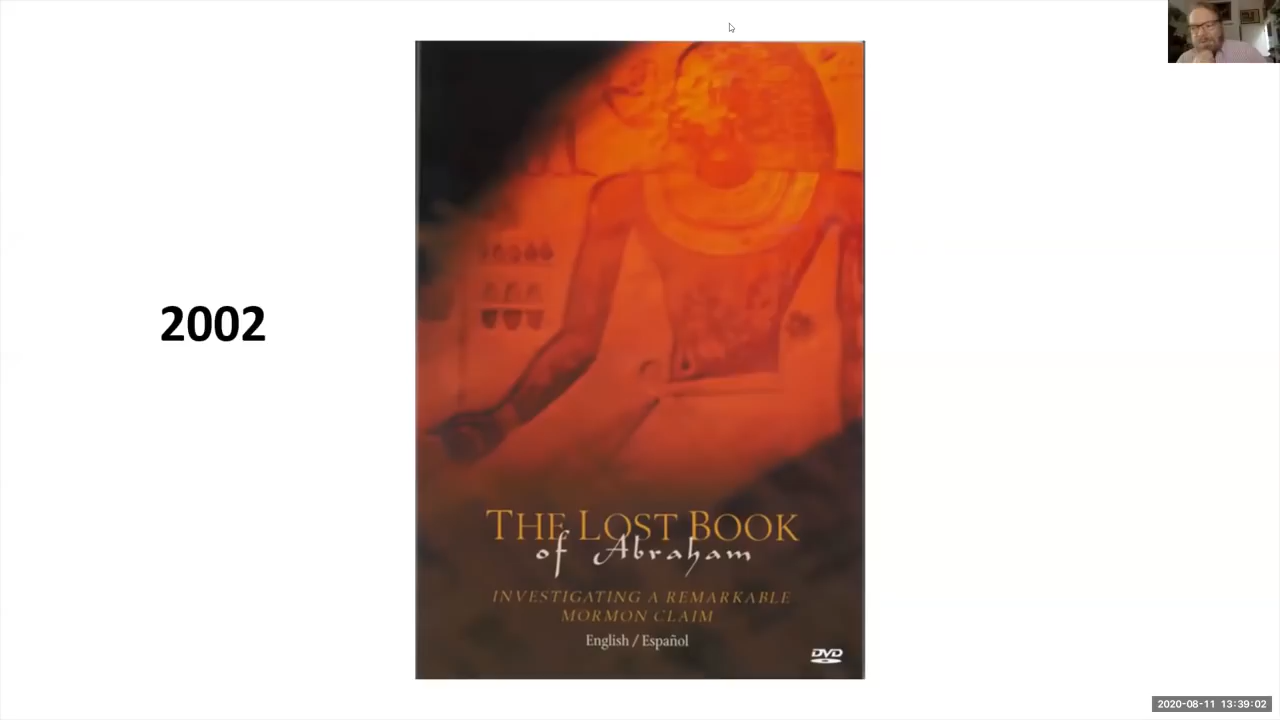 2002
THE LOST BOOK
of Abraham
INVESTIGATING A REMARKABLE
MORMON CLAIM
English / Español
DVD
2020-08-11 13:39:02